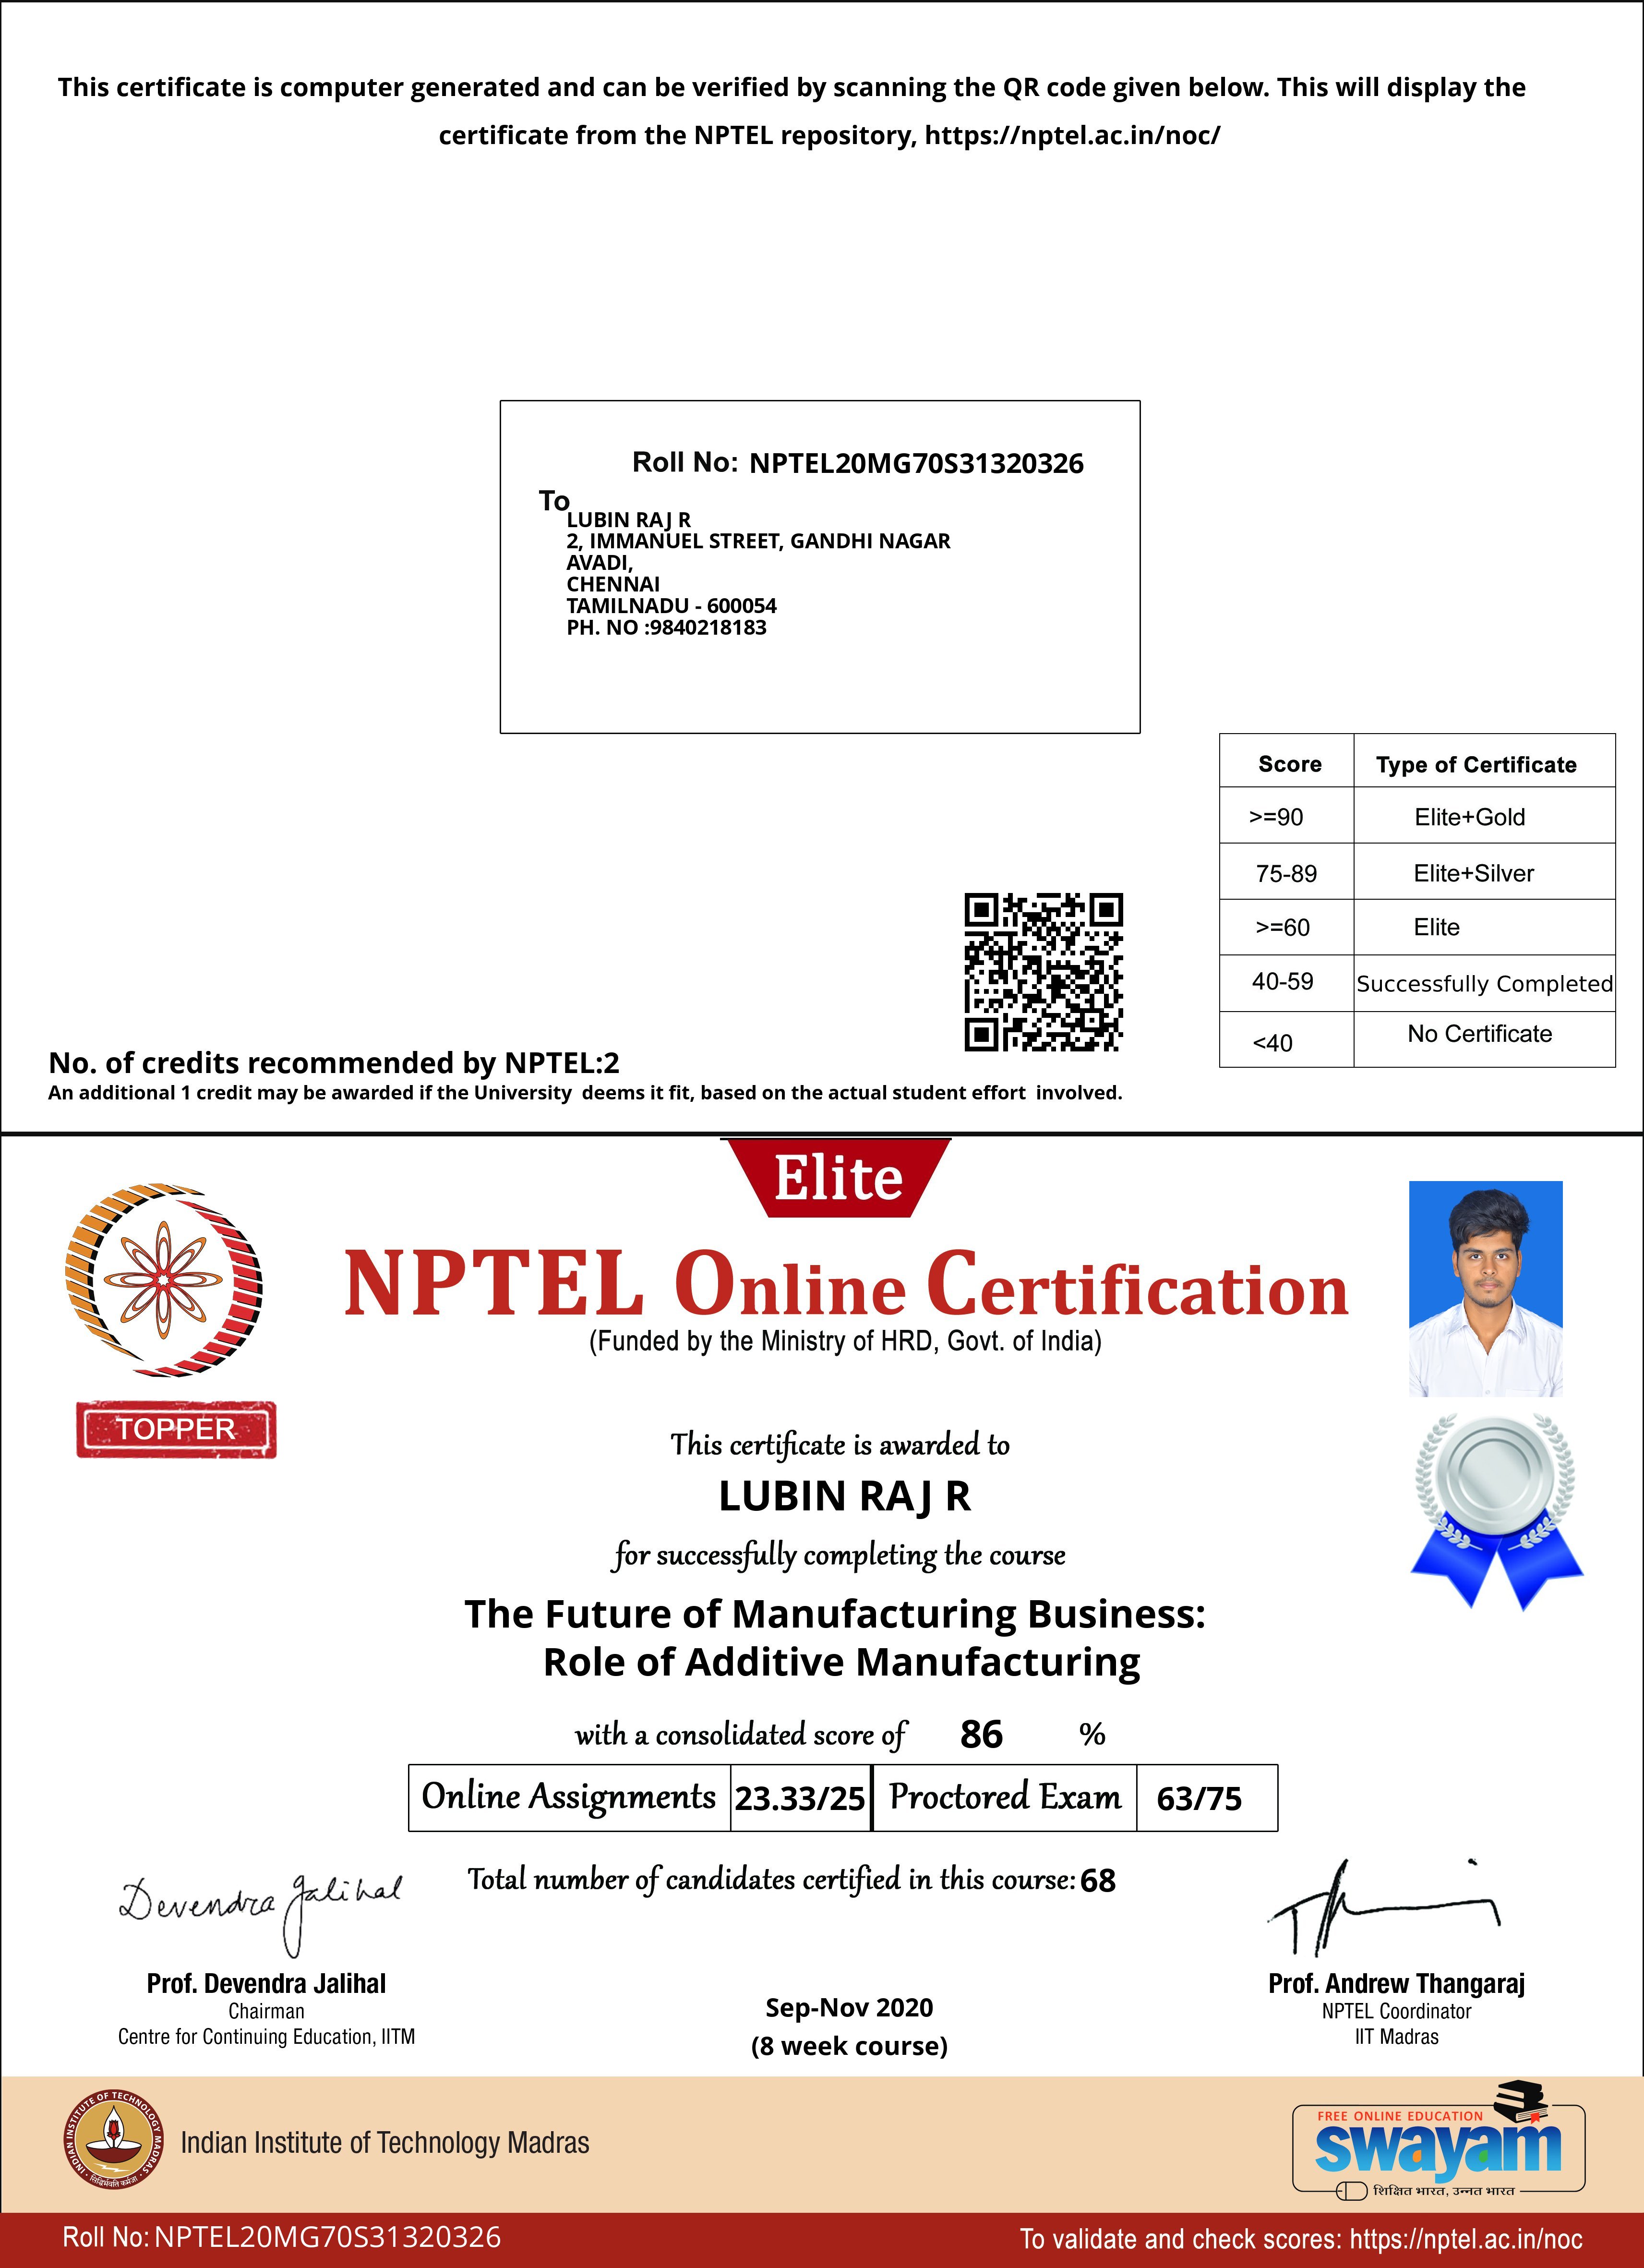 This certificate is computer generated and can be verified by scanning the QR code given below. This will display the
certificate from the NPTEL repository, https://nptel.ac.in/noc/
Roll No: NPTEL20MG70S31320326
To
LUBIN RAJ R
2, IMMANUEL STREET, GANDHI NAGAR
AVADI,
CHENNAI
TAMILNADU - 600054
PH. NO :9840218183
Score Type of Certificate
>=90 Elite+Gold
75-89 Elite+Silver
>=60 Elite
40-59 Successfully Completed
<40 No Certificate
No. of credits recommended by NPTEL:2
An additional 1 credit may be awarded if the University deems it fit, based on the actual student effort involved.
Elite
NPTEL Online Certification
(Funded by the Ministry of HRD, Govt. of India)
TOPPER
This certificate is awarded to
LUBIN RAJ R
for successfully completing the course
The Future of Manufacturing Business:
Role of Additive Manufacturing
with a consolidated score of 86 %
Online Assignments 23.33/25 Proctored Exam 63/75
Total number of candidates certified in this course: 68
Devendra Jalihal
Prof. Devendra Jalihal
Chairman
Centre for Continuing Education, IITM
Sep-Nov 2020
(8 week course)
Prof. Andrew Thangaraj
NPTEL Coordinator
IIT Madras
INDIAN INSTITUTE OF TECHNOLOGY MADRAS
सिद्धिर्भवति कर्मजा
Indian Institute of Technology Madras
FREE ONLINE EDUCATION
swayam
शिक्षित भारत, उन्नत भारत
Roll No: NPTEL20MG70S31320326
To validate and check scores: https://nptel.ac.in/noc